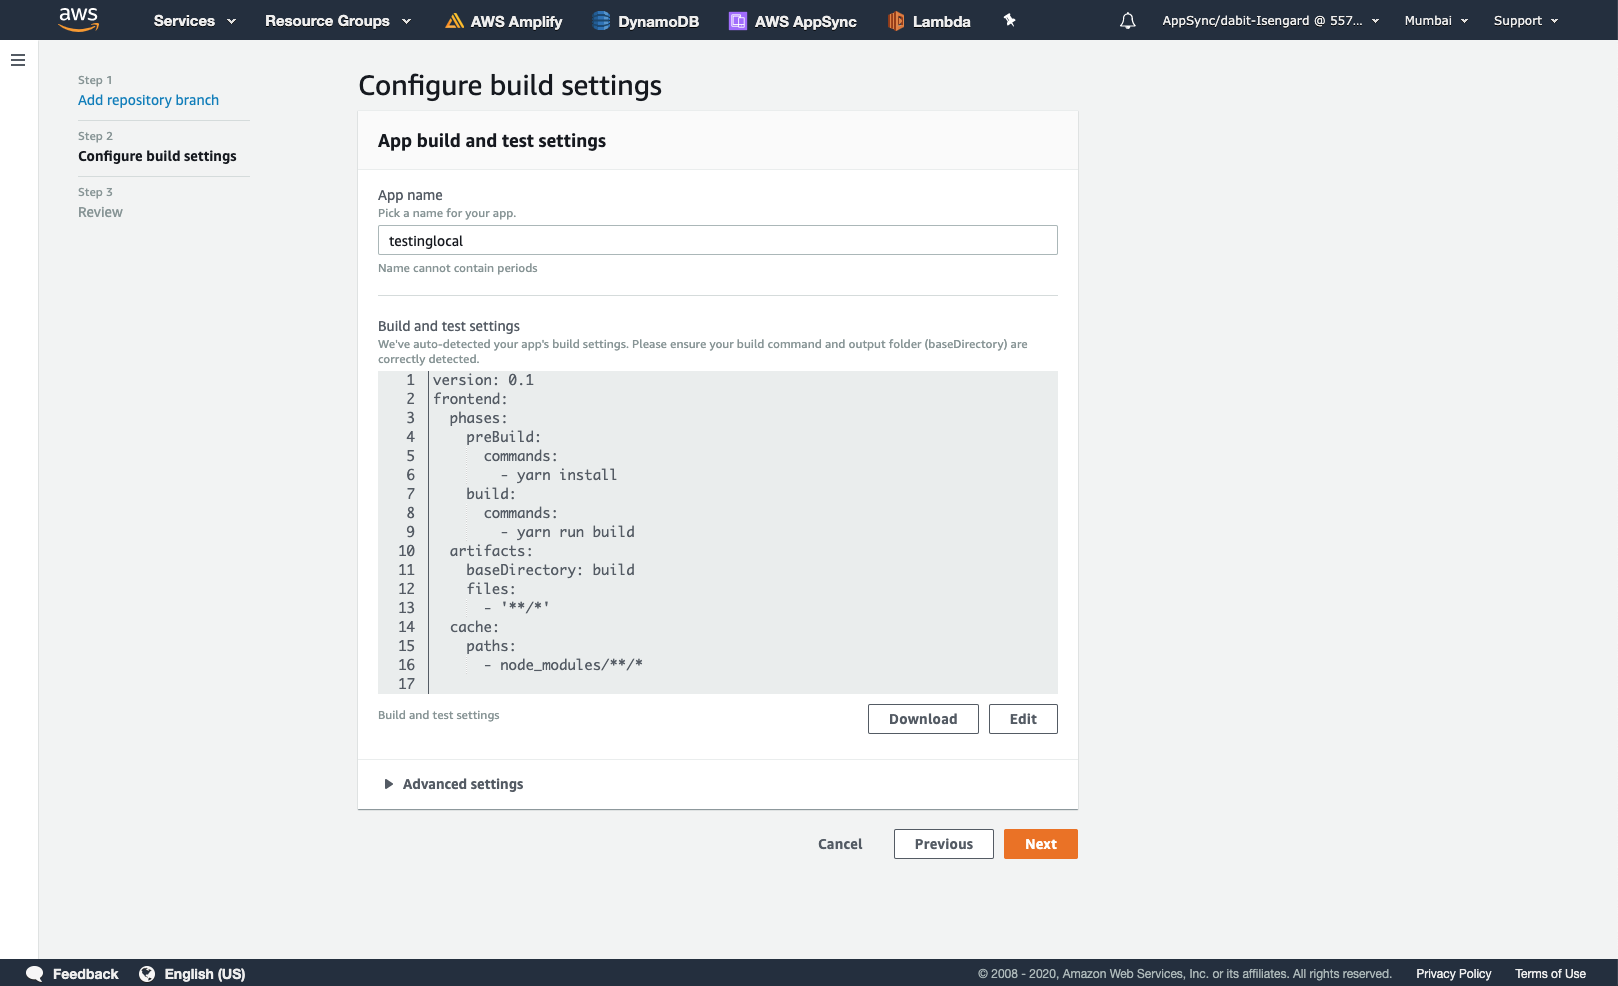 aws Services Resource Groups AWS Amplify DynamoDB AWS AppSync Lambda AppSync/dabit-Isengard @ 557... Mumbai Support
Step 1
Add repository branch
Step 2
Configure build settings
Step 3
Review
Configure build settings
App build and test settings
App name
Pick a name for your app.
testinglocal
Name cannot contain periods
Build and test settings
We've auto-detected your app's build settings. Please ensure your build command and output folder (baseDirectory) are
correctly detected.
1 version: 0.1
2 frontend:
3   phases:
4     preBuild:
5       commands:
6         - yarn install
7     build:
8       commands:
9         - yarn run build
10   artifacts:
11     baseDirectory: build
12     files:
13       - '**/*'
14   cache:
15     paths:
16       - node_modules/**/*
17
Build and test settings
Download Edit
Advanced settings
Cancel Previous Next
Feedback English (US) © 2008 - 2020, Amazon Web Services, Inc. or its affiliates. All rights reserved. Privacy Policy Terms of Use